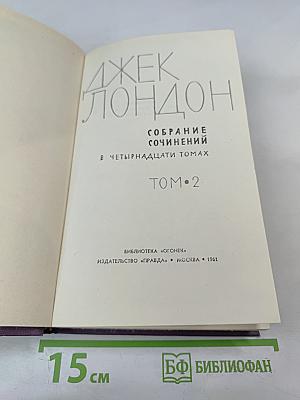 ДЖЕК
ЛОНДОН
СОБРАНИЕ
СОЧИНЕНИЙ
В ЧЕТЫРНАДЦАТИ ТОМАХ
ТОМ • 2
БИБЛИОТЕКА «ОГОНЕК»
ИЗДАТЕЛЬСТВО «ПРАВДА» • МОСКВА • 1961
15 см
БФ БИБЛИОФАН